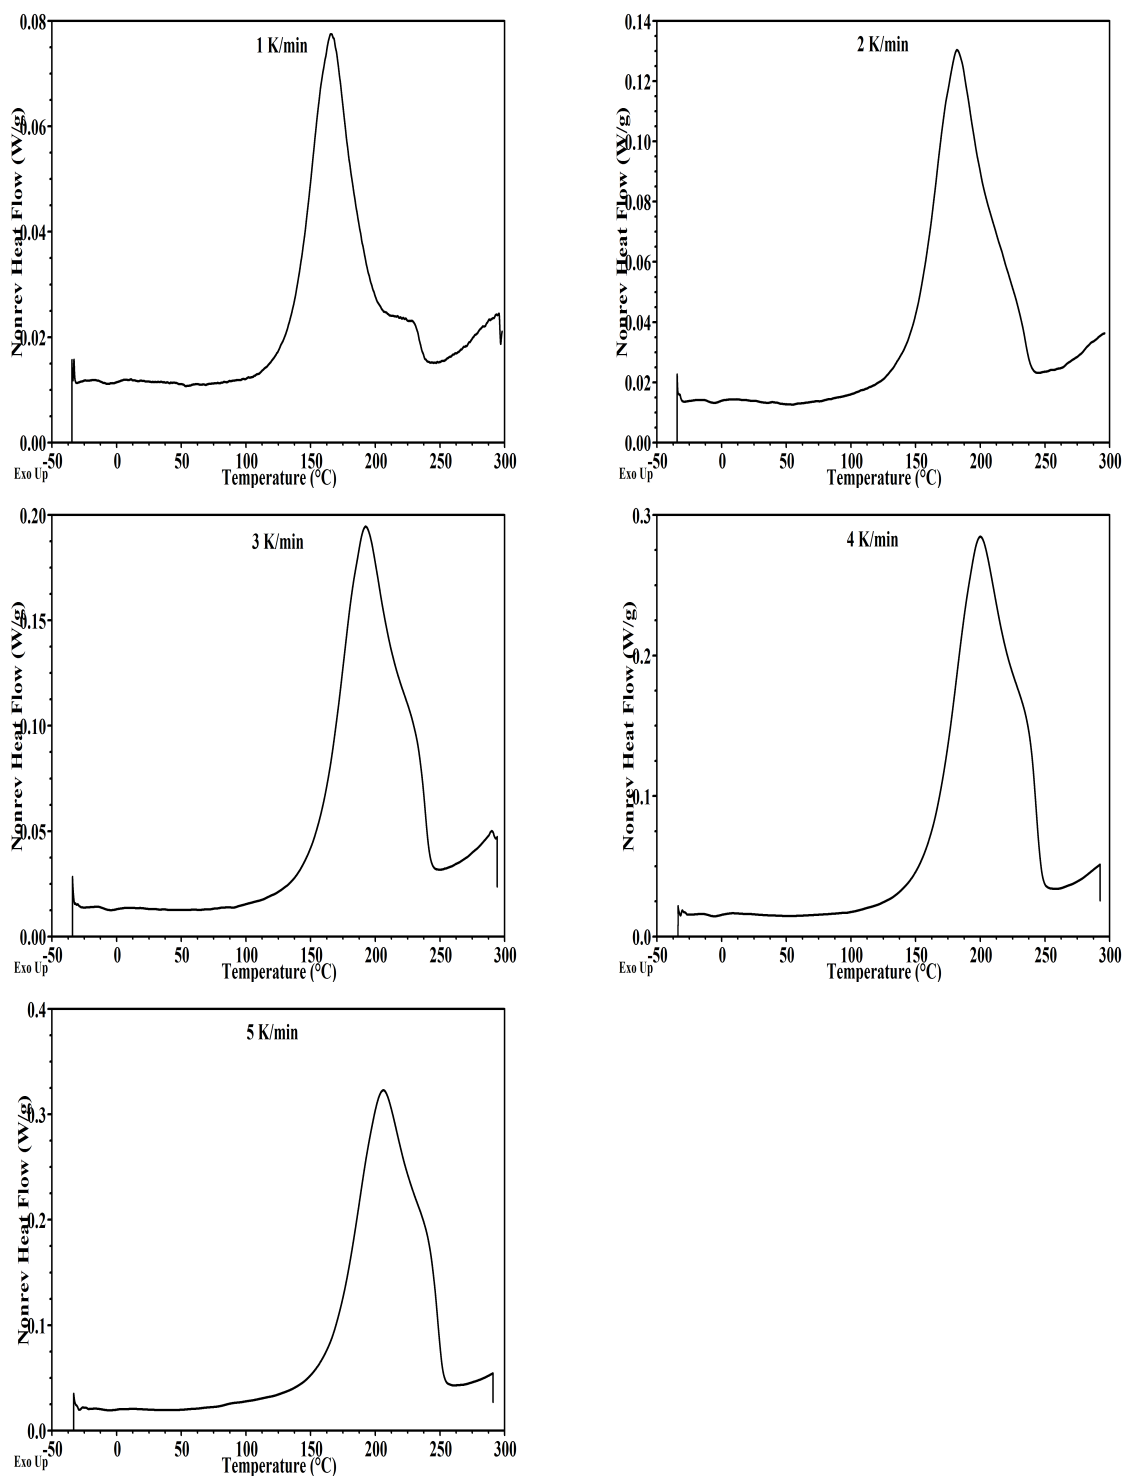 0.08
0.06
0.04
0.02
0.00
Nonrev Heat Flow (W/g)
1 K/min
-50 0 50 100 150 200 250 300
Exo Up
Temperature (°C)
0.14
0.12
0.10
0.08
0.06
0.04
0.02
0.00
Nonrev Heat Flow (W/g)
2 K/min
-50 0 50 100 150 200 250 300
Exo Up
Temperature (°C)
0.20
0.15
0.10
0.05
0.00
Nonrev Heat Flow (W/g)
3 K/min
-50 0 50 100 150 200 250 300
Exo Up
Temperature (°C)
0.3
0.2
0.1
0.0
Nonrev Heat Flow (W/g)
4 K/min
-50 0 50 100 150 200 250 300
Exo Up
Temperature (°C)
0.4
0.3
0.2
0.1
0.0
Nonrev Heat Flow (W/g)
5 K/min
-50 0 50 100 150 200 250 300
Exo Up
Temperature (°C)